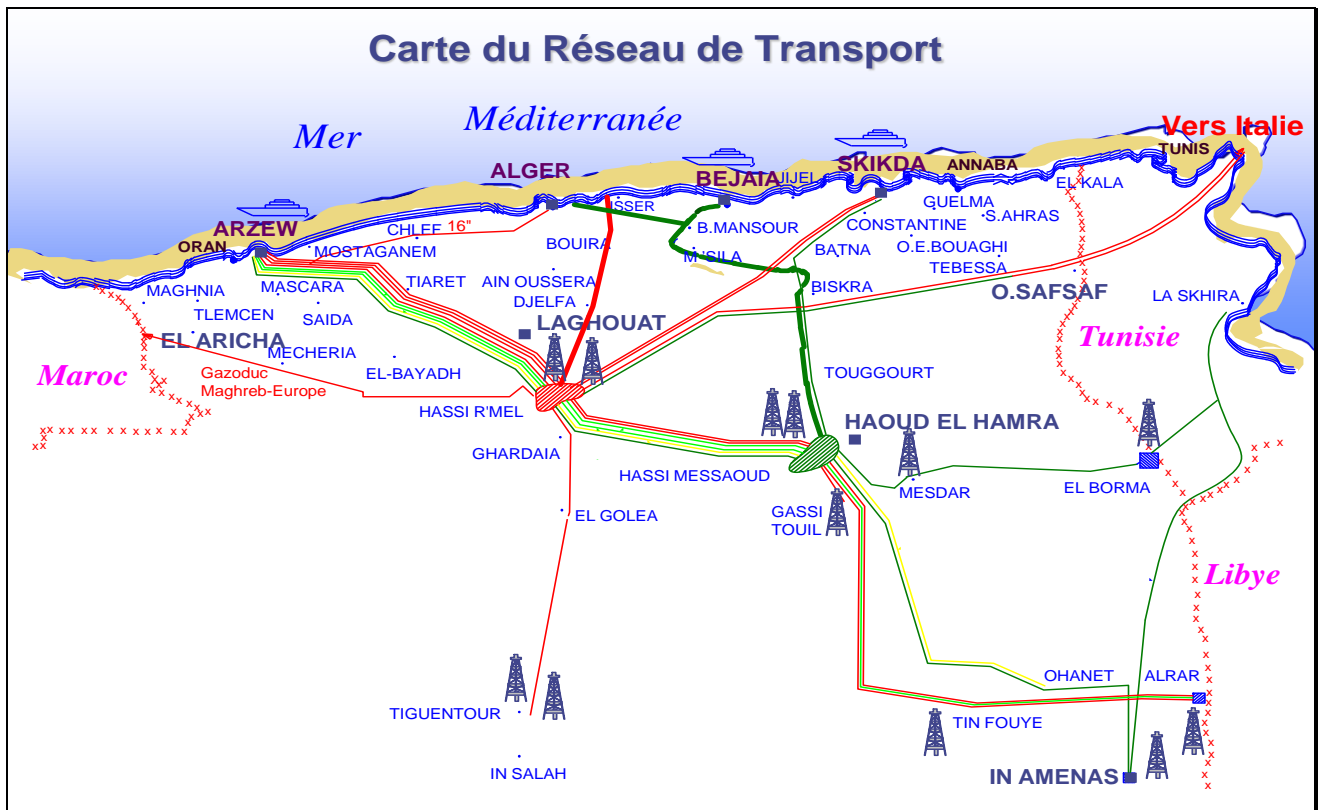 Carte du Réseau de Transport
Mer
Méditerranée
Vers Italie
TUNIS
ALGER
BEJAIA
JIJEL
SKIKDA
ANNABA
EL KALA
ISSER
GUELMA
S.AHRAS
CONSTANTINE
ARZEW
ORAN
CHLEF
16"
MOSTAGANEM
BOUIRA
B.MANSOUR
M'SILA
BATNA
O.E.BOUAGHI
TEBESSA
MAGHNIA
MASCARA
TIARET
AIN OUSSERA
DJELFA
BISKRA
O.SAFSAF
LA SKHIRA
TLEMCEN
SAIDA
LAGHOUAT
EL ARICHA
MECHERIA
Tunisie
Maroc
Gazoduc
Maghreb-Europe
EL-BAYADH
TOUGGOURT
HASSI R'MEL
HAOUD EL HAMRA
GHARDAIA
HASSI MESSAOUD
MESDAR
EL BORMA
EL GOLEA
GASSI
TOUIL
Libye
OHANET
ALRAR
TIGUENTOUR
TIN FOUYE
IN SALAH
IN AMENAS